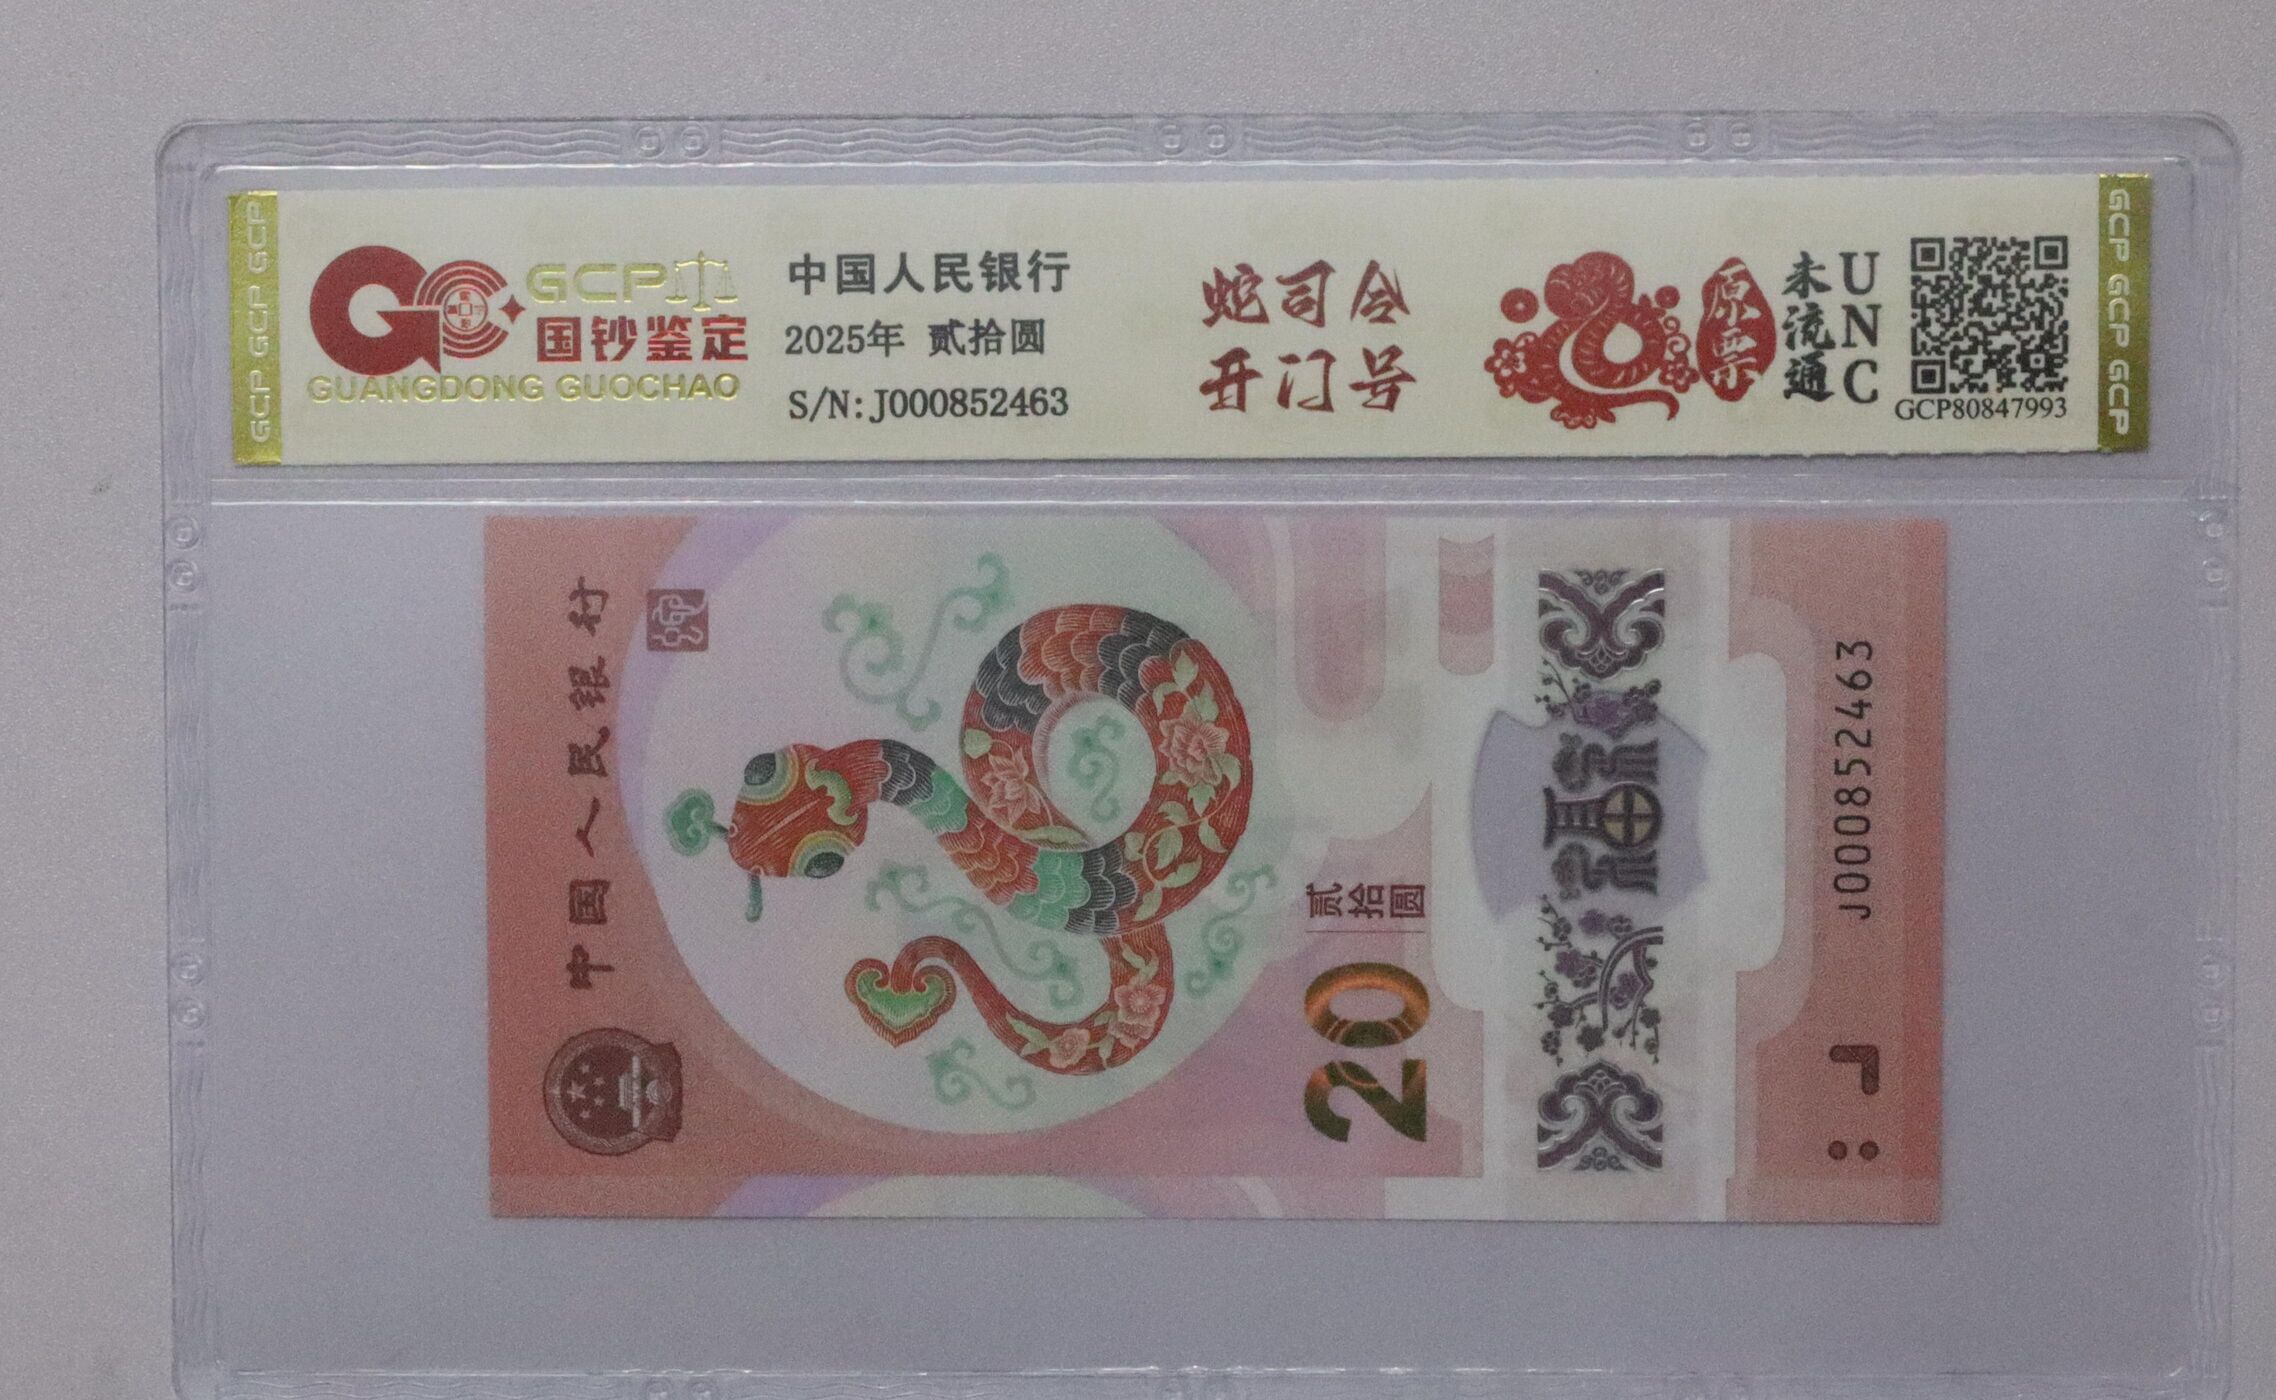 GCP GCP GCP
GCP
国钞鉴定
GUANGDONG GUOCHAO
中国人民银行
2025年 贰拾圆
S/N:J000852463
蛇司令
开门号
原票
未流通
UNC
GCP80847993
GCP GCP GCP
中国人民银行
蛇
20
贰拾圆
福
J000852463